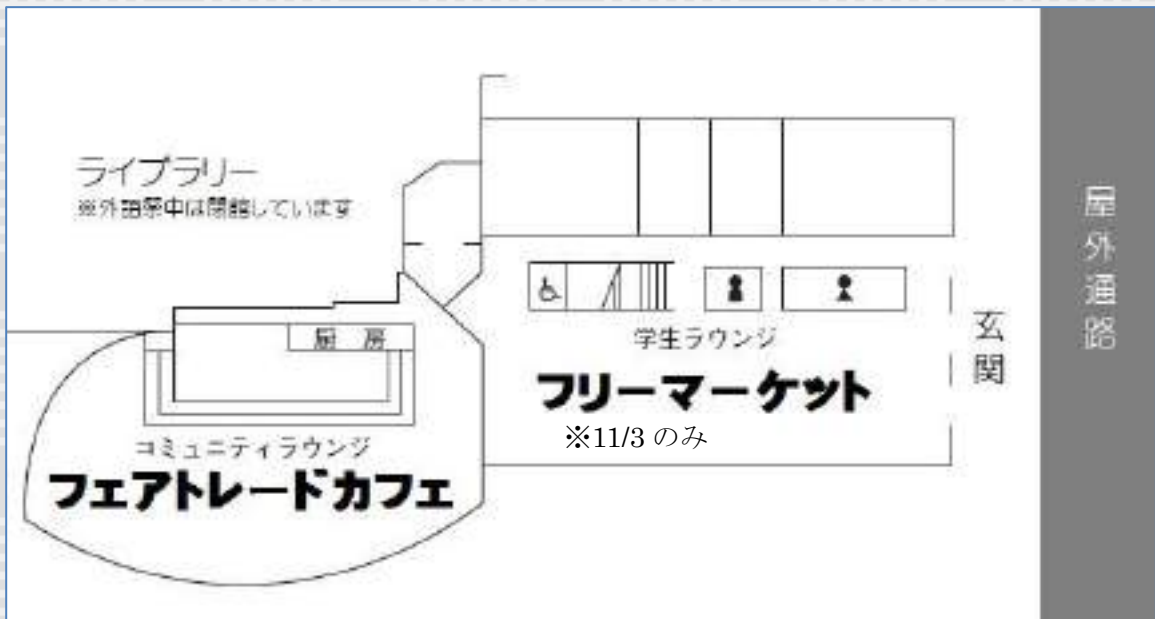 ライブラリー
※外語祭中は閉館しています
屋外通路
玄関
学生ラウンジ
フリーマーケット
※11/3 のみ
厨房
コミュニティラウンジ
フェアトレードカフェ